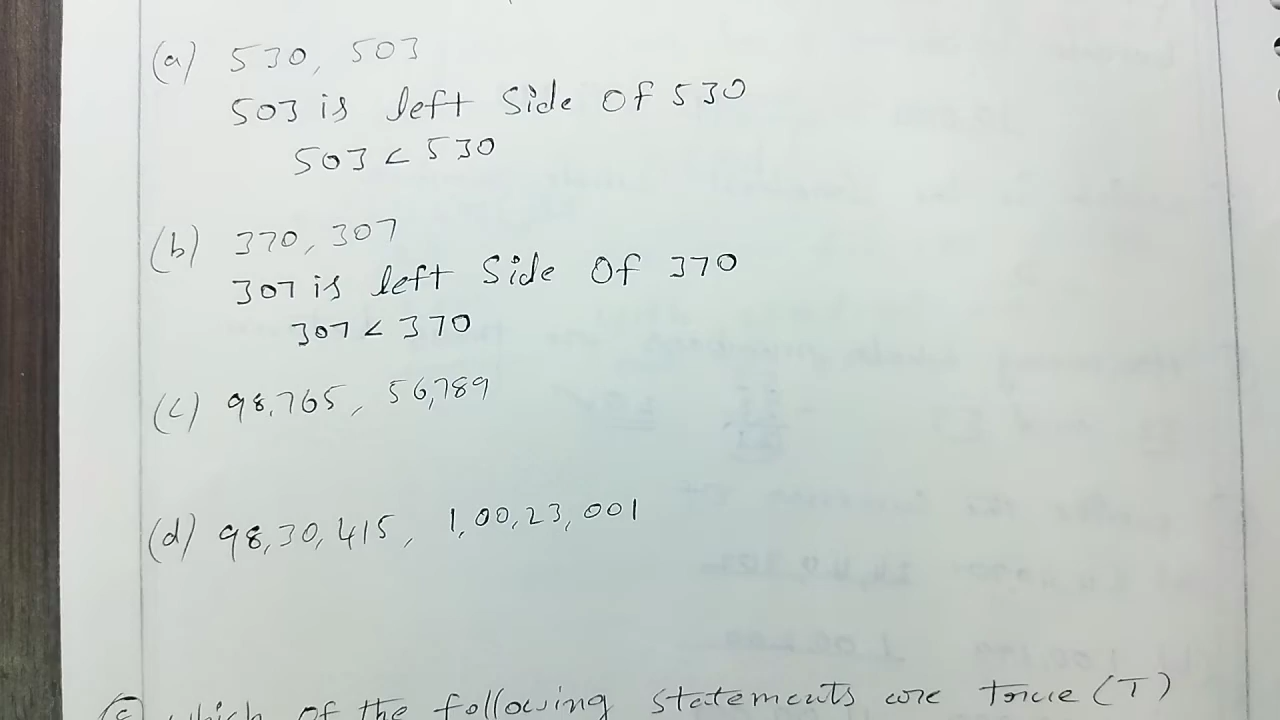 (a) 530, 503
503 is left Side Of 530
503 < 530
(b) 370, 307
307 is left Side Of 370
307 < 370
(c) 98,765, 56,789
(d) 98,30,415, 1,00,23,001
which of the following statements are true (T)